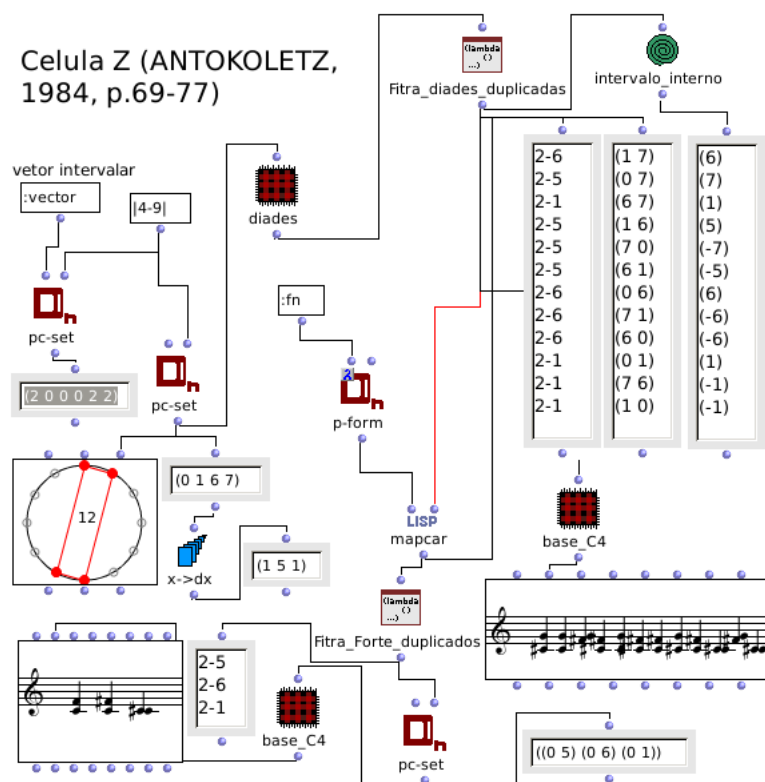 Celula Z (ANTOKOLETZ,
1984, p.69-77)
(lambda
()
...)
Fitra_diades_duplicadas
intervalo_interno
vetor intervalar
:vector
|4-9|
diades
2-6
2-5
2-1
2-5
2-5
2-5
2-6
2-6
2-6
2-1
2-1
2-1
(1 7)
(0 7)
(6 7)
(1 6)
(7 0)
(6 1)
(0 6)
(7 1)
(6 0)
(0 1)
(7 6)
(1 0)
(6)
(7)
(1)
(5)
(-7)
(-5)
(6)
(-6)
(-6)
(1)
(-1)
(-1)
pc-set
:fn
(2 0 0 0 2 2)
pc-set
p-form
(0 1 6 7)
12
x->dx
(1 5 1)
LISP
mapcar
base_C4
(lambda
()
...)
Fitra_Forte_duplicados
2-5
2-6
2-1
base_C4
pc-set
((0 5) (0 6) (0 1))